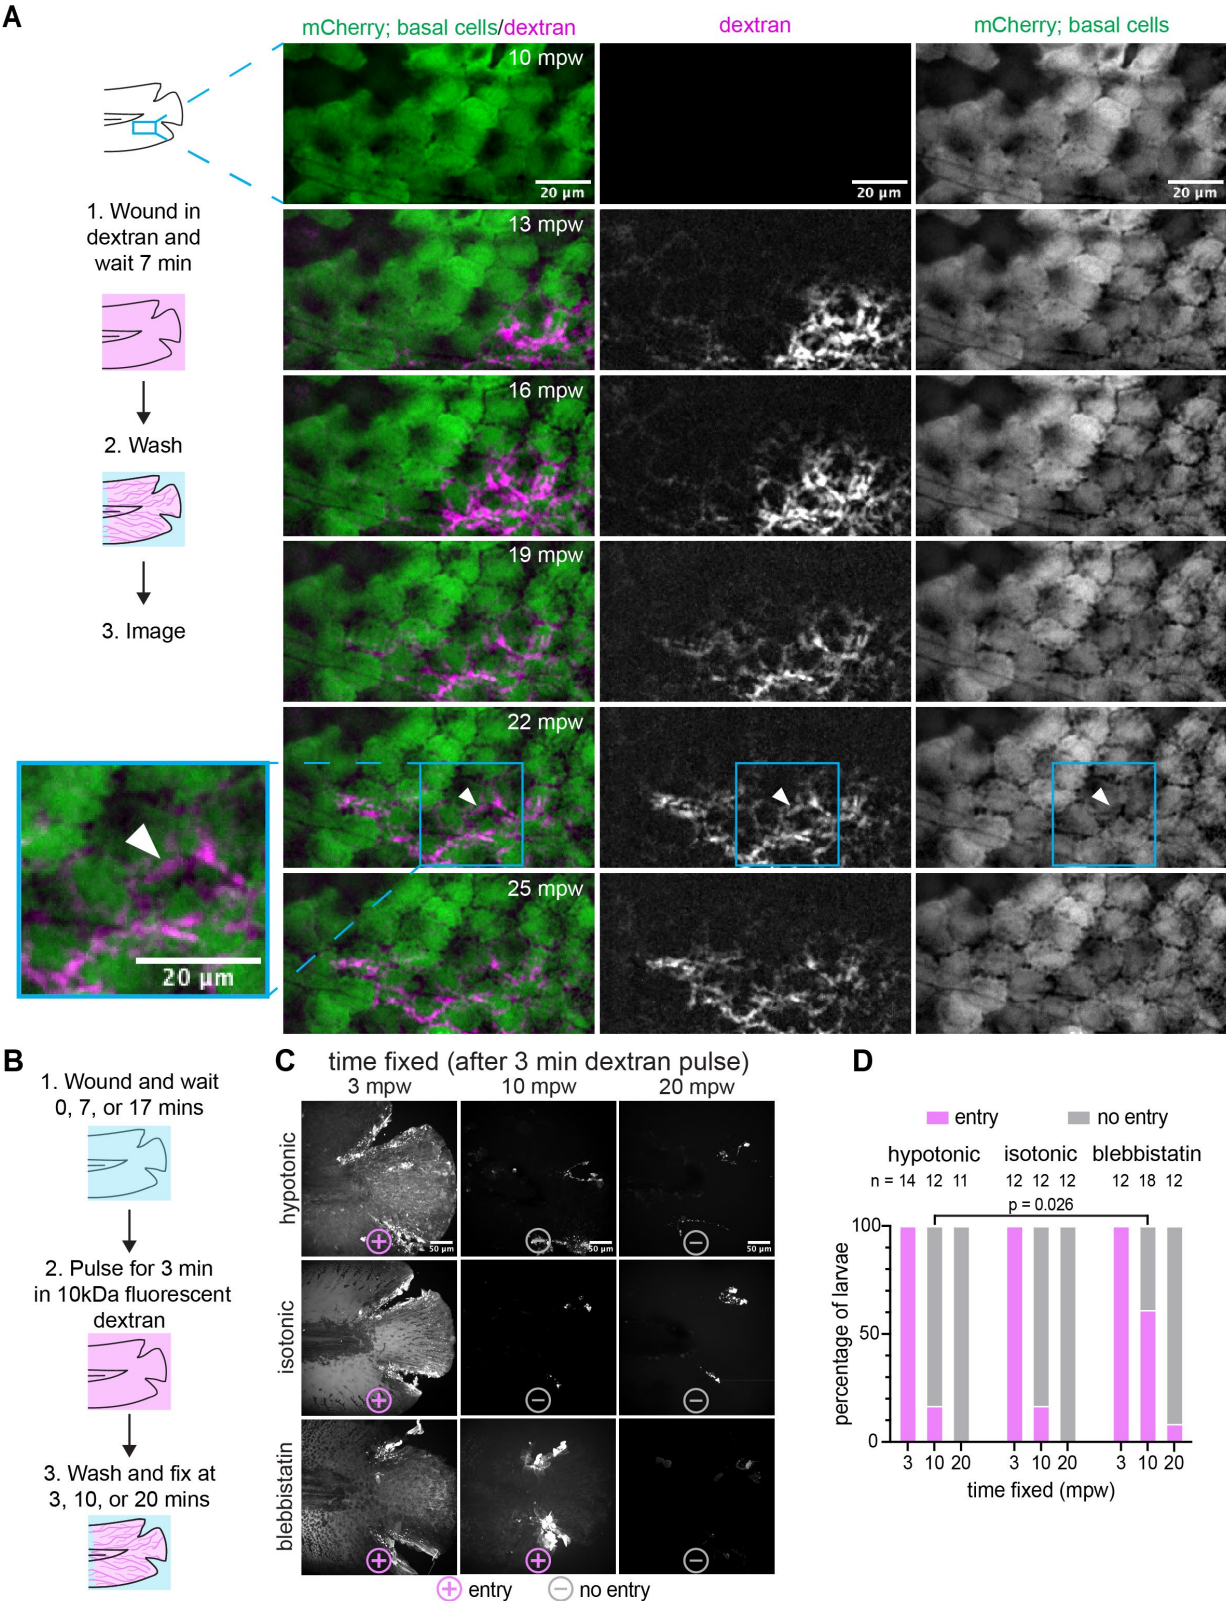 A
mCherry; basal cells/dextran
dextran
mCherry; basal cells
10 mpw
20 µm
20 µm
20 µm
1. Wound in
dextran and
wait 7 min
13 mpw
2. Wash
16 mpw
3. Image
19 mpw
22 mpw
20 µm
25 mpw
B
1. Wound and wait
0, 7, or 17 mins
2. Pulse for 3 min
in 10kDa fluorescent
dextran
3. Wash and fix at
3, 10, or 20 mins
C
time fixed (after 3 min dextran pulse)
3 mpw
10 mpw
20 mpw
hypotonic
50 µm
50 µm
50 µm
isotonic
blebbistatin
+ entry
− no entry
D
entry
no entry
hypotonic
isotonic
blebbistatin
n = 14 12 11
12 12 12
12 18 12
p = 0.026
percentage of larvae
100
50
0
3 10 20
3 10 20
3 10 20
time fixed (mpw)